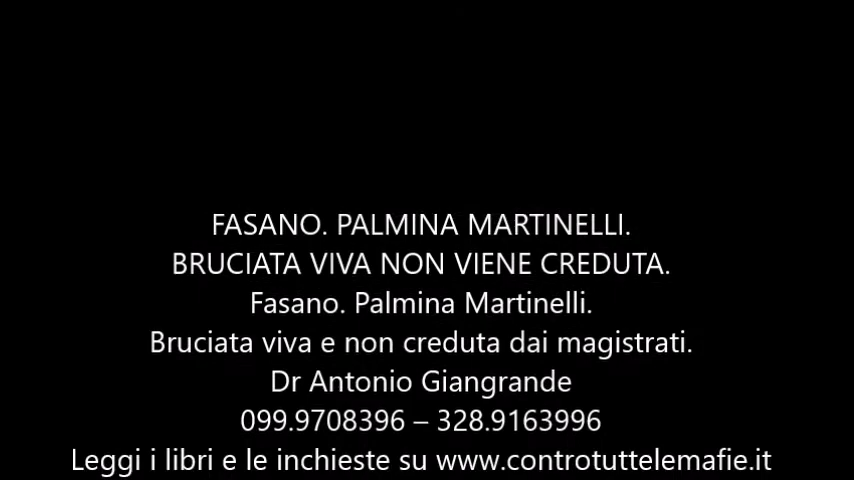 FASANO. PALMINA MARTINELLI.
BRUCIATA VIVA NON VIENE CREDUTA.
Fasano. Palmina Martinelli.
Bruciata viva e non creduta dai magistrati.
Dr Antonio Giangrande
099.9708396 – 328.9163996
Leggi i libri e le inchieste su www.controtuttelemafie.it